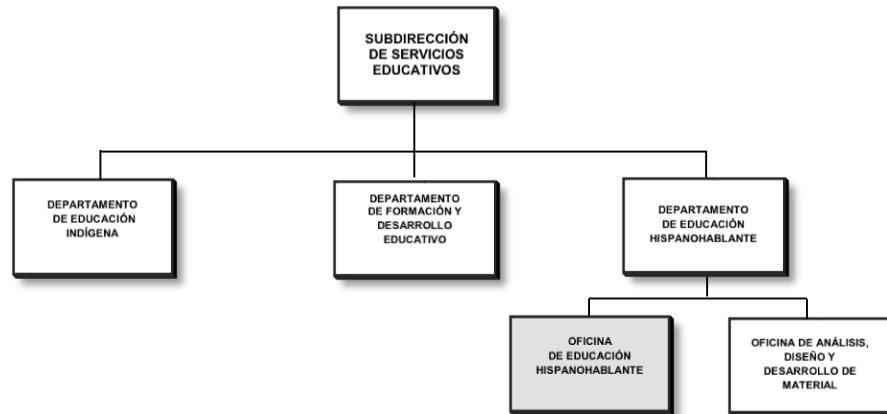 SUBDIRECCIÓN
DE SERVICIOS
EDUCATIVOS
DEPARTAMENTO
DE EDUCACIÓN
INDÍGENA
DEPARTAMENTO
DE FORMACIÓN Y
DESARROLLO
EDUCATIVO
DEPARTAMENTO
DE EDUCACIÓN
HISPANOHABLANTE
OFICINA
DE EDUCACIÓN
HISPANOHABLANTE
OFICINA DE ANÁLISIS,
DISEÑO Y
DESARROLLO DE
MATERIAL